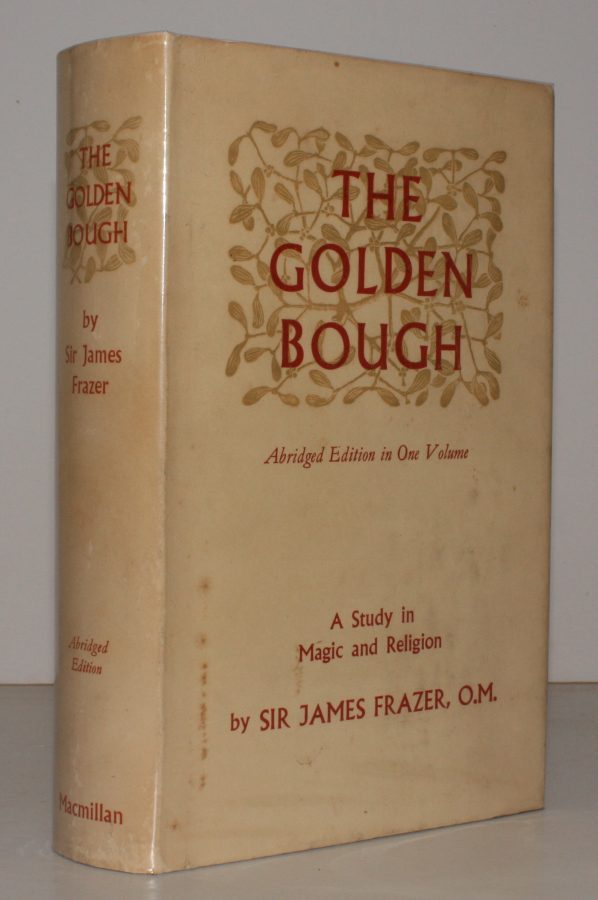 THE
GOLDEN
BOUGH
by
Sir James
Frazer
Abridged
Edition
Macmillan
THE
GOLDEN
BOUGH
Abridged Edition in One Volume
A Study in
Magic and Religion
by SIR JAMES FRAZER, O.M.